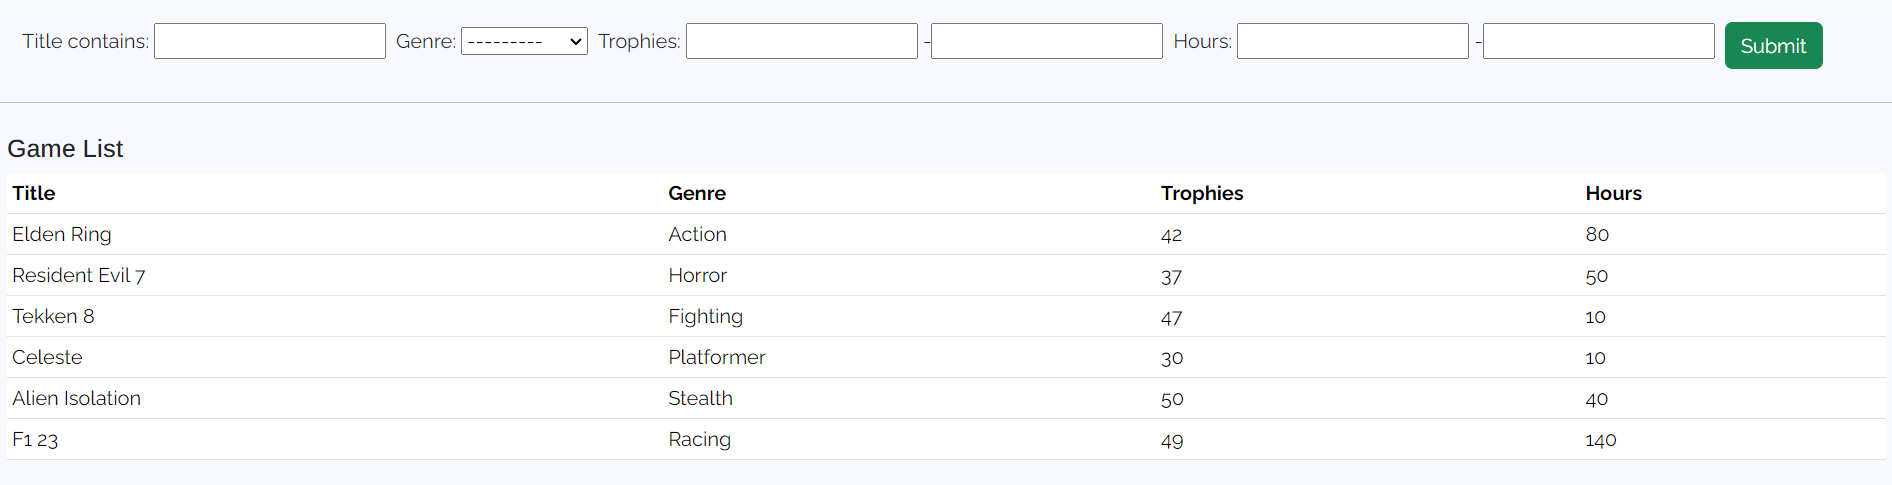 Title contains: Genre: --------- Trophies: - Hours: - Submit
Game List
Title Genre Trophies Hours
Elden Ring Action 42 80
Resident Evil 7 Horror 37 50
Tekken 8 Fighting 47 10
Celeste Platformer 30 10
Alien Isolation Stealth 50 40
F1 23 Racing 49 140